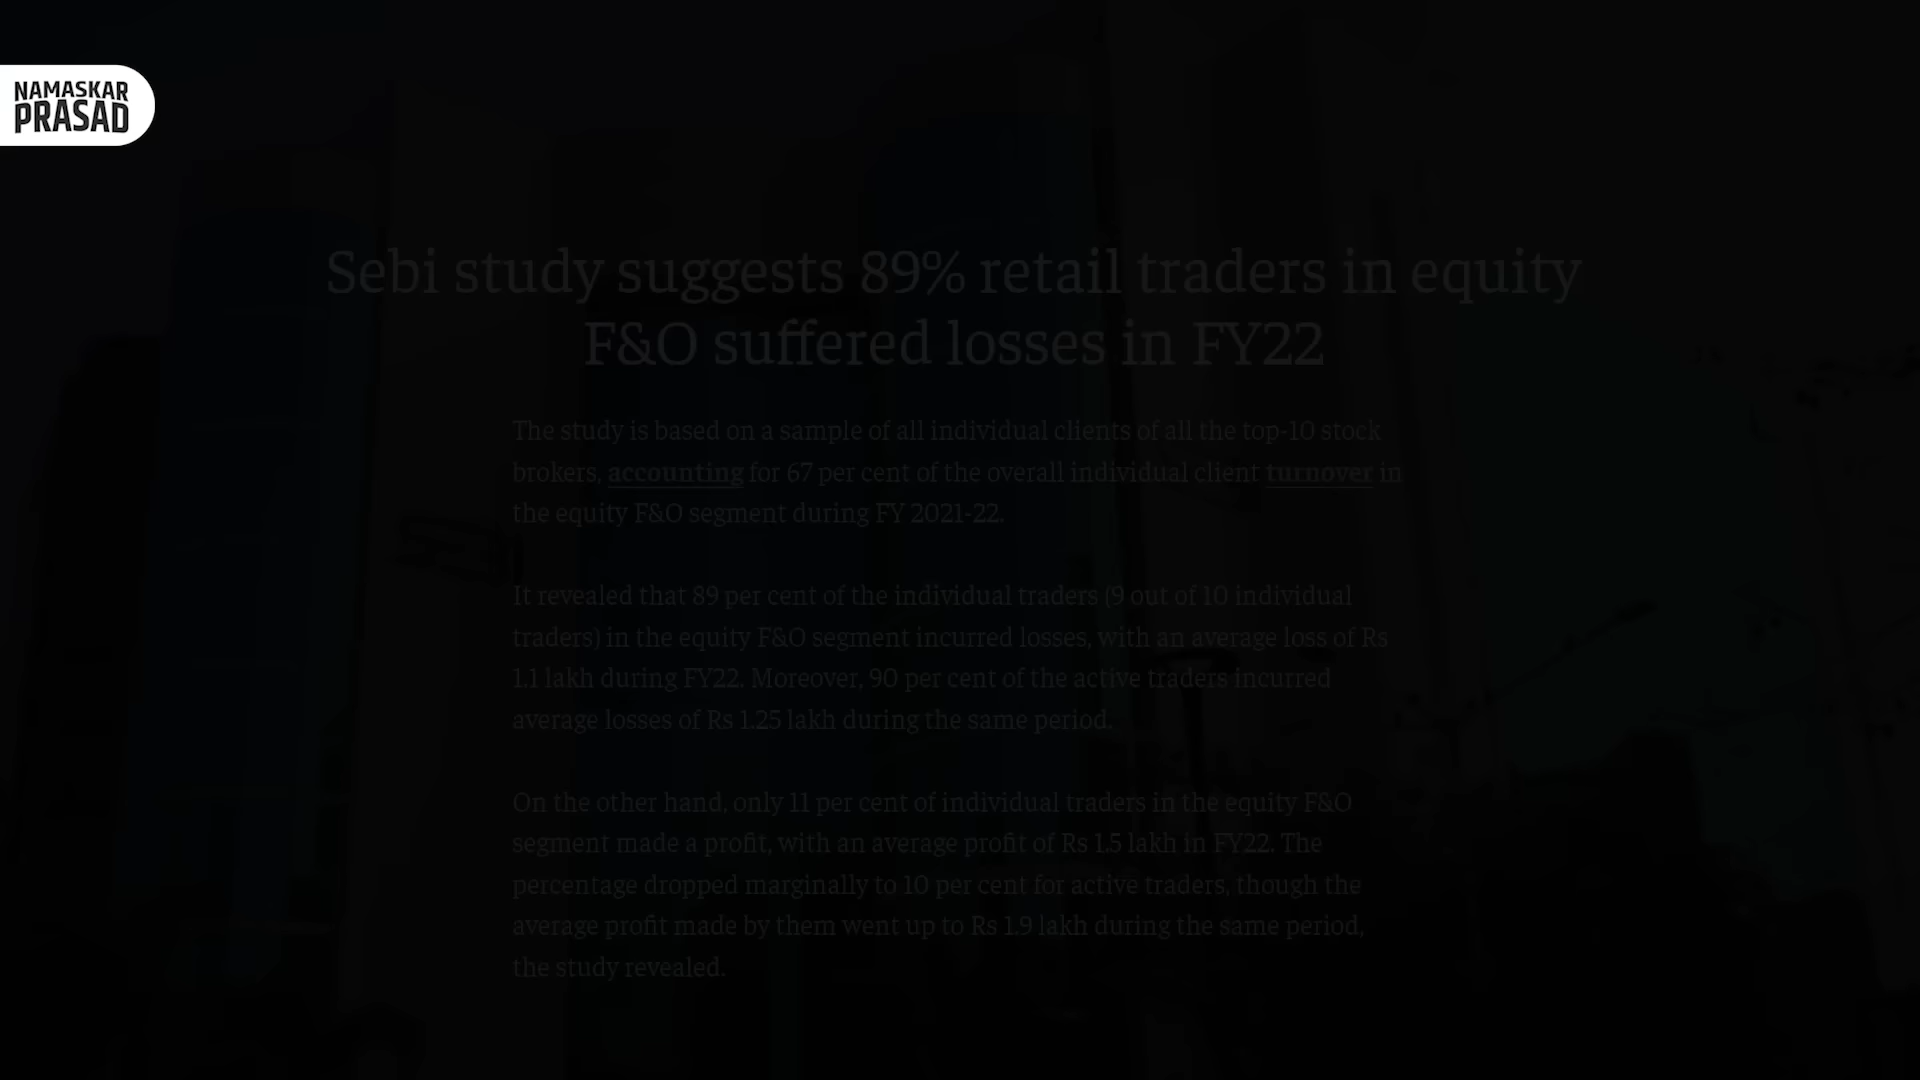 NAMASKAR
PRASAD
Sebi study suggests 89% retail traders in equity
F&O suffered losses in FY22
The study is based on a sample of all individual clients of all the top-10 stock
brokers, accounting for 67 per cent of the overall individual client turnover in
the equity F&O segment during FY 2021-22.
It revealed that 89 per cent of the individual traders (9 out of 10 individual
traders) in the equity F&O segment incurred losses, with an average loss of Rs
1.1 lakh during FY22. Moreover, 90 per cent of the active traders incurred
average losses of Rs 1.25 lakh during the same period.
On the other hand, only 11 per cent of individual traders in the equity F&O
segment made a profit, with an average profit of Rs 1.5 lakh in FY22. The
percentage dropped marginally to 10 per cent for active traders, though the
average profit made by them went up to Rs 1.9 lakh during the same period,
the study revealed.